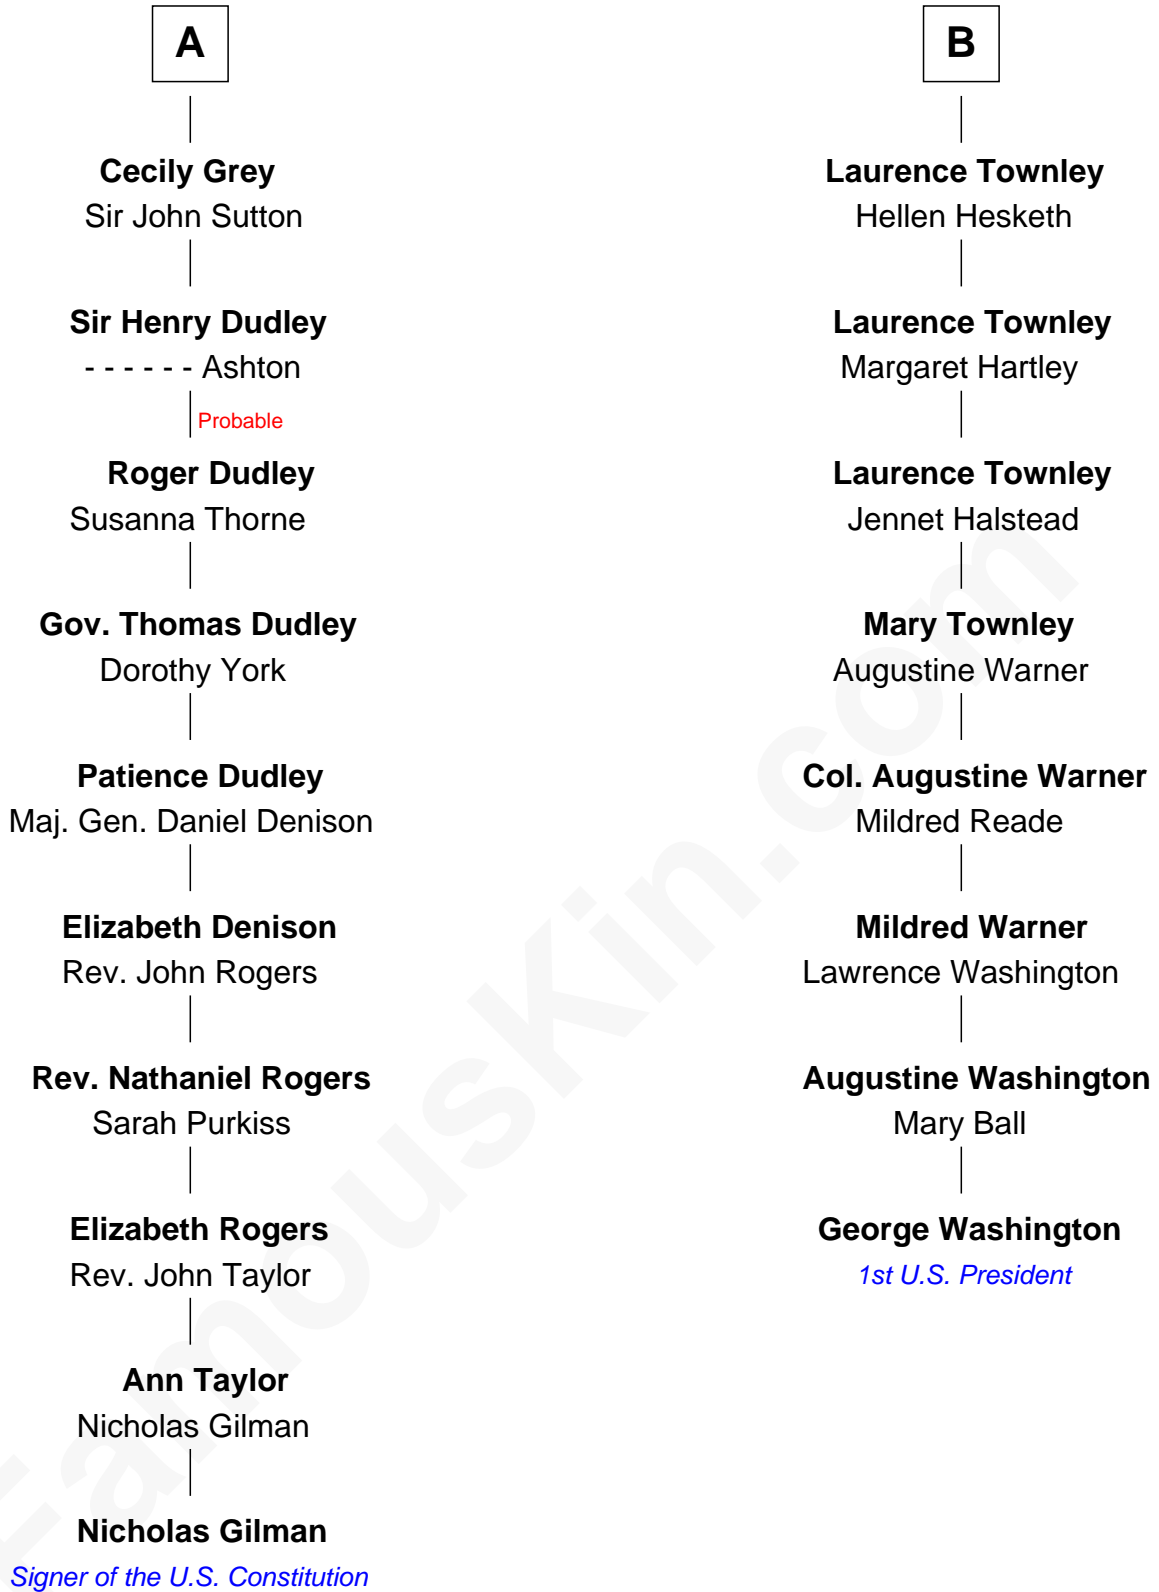 A
Cecily Grey
Sir John Sutton
Sir Henry Dudley
- - - - - - Ashton
Probable
Roger Dudley
Susanna Thorne
Gov. Thomas Dudley
Dorothy York
Patience Dudley
Maj. Gen. Daniel Denison
Elizabeth Denison
Rev. John Rogers
Rev. Nathaniel Rogers
Sarah Purkiss
Elizabeth Rogers
Rev. John Taylor
Ann Taylor
Nicholas Gilman
Nicholas Gilman
Signer of the U.S. Constitution
B
Laurence Townley
Hellen Hesketh
Laurence Townley
Margaret Hartley
Laurence Townley
Jennet Halstead
Mary Townley
Augustine Warner
Col. Augustine Warner
Mildred Reade
Mildred Warner
Lawrence Washington
Augustine Washington
Mary Ball
George Washington
1st U.S. President
FamousKin.com